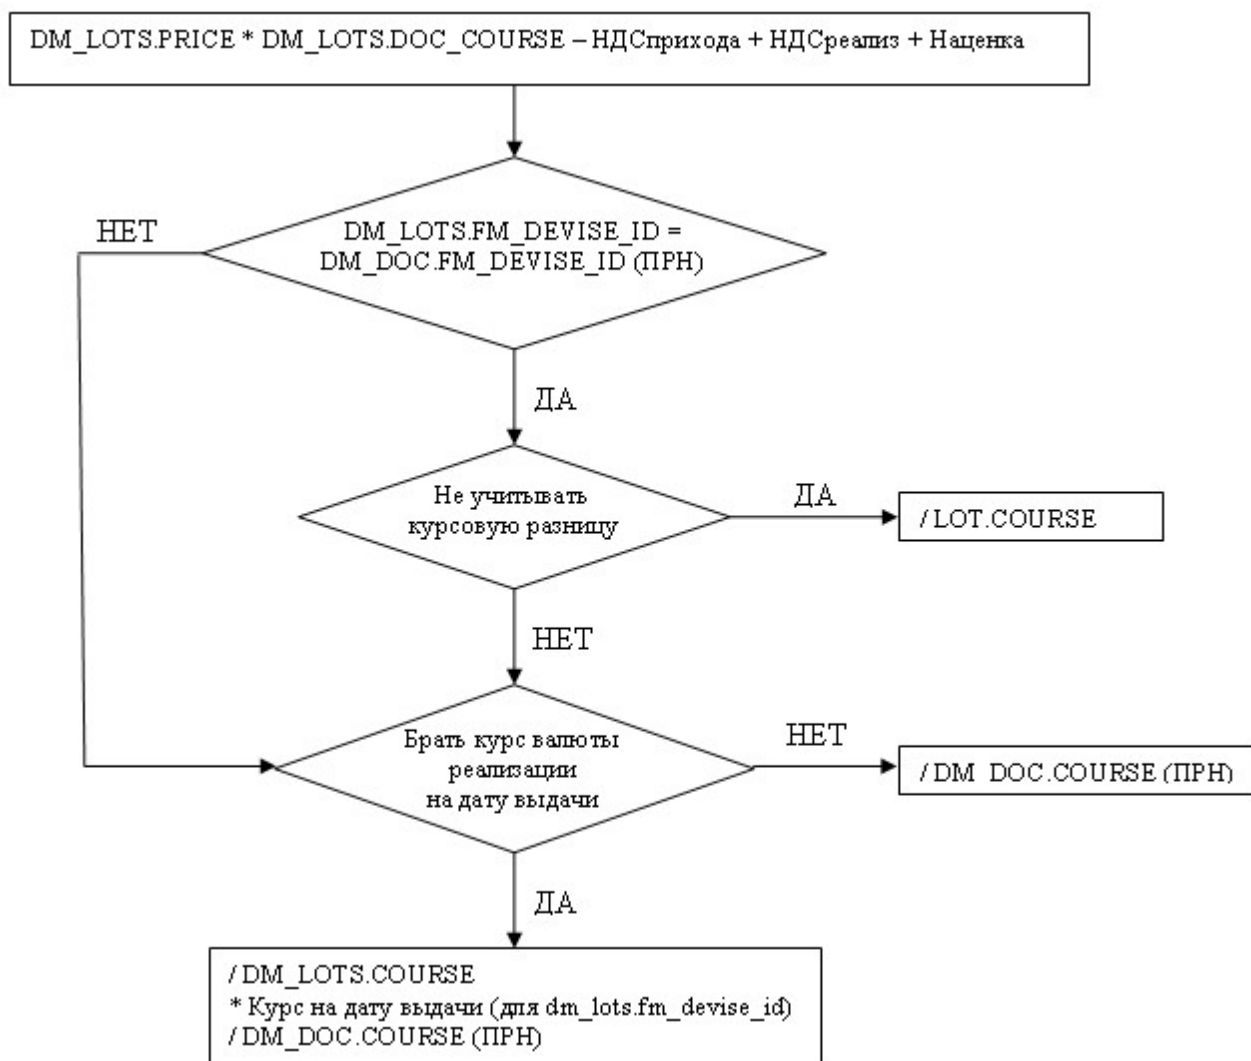 DM_LOTS.PRICE * DM_LOTS.DOC_COURSE – НДСприхода + НДСреализ + Наценка
НЕТ
DM_LOTS.FM_DEVISE_ID =
DM_DOC.FM_DEVISE_ID (ПРН)
ДА
Не учитывать
курсовую разницу
ДА
/ LOT.COURSE
НЕТ
Брать курс валюты
реализации
на дату выдачи
НЕТ
/ DM_DOC.COURSE (ПРН)
ДА
/ DM_LOTS.COURSE
* Курс на дату выдачи (для dm_lots.fm_devise_id)
/ DM_DOC.COURSE (ПРН)